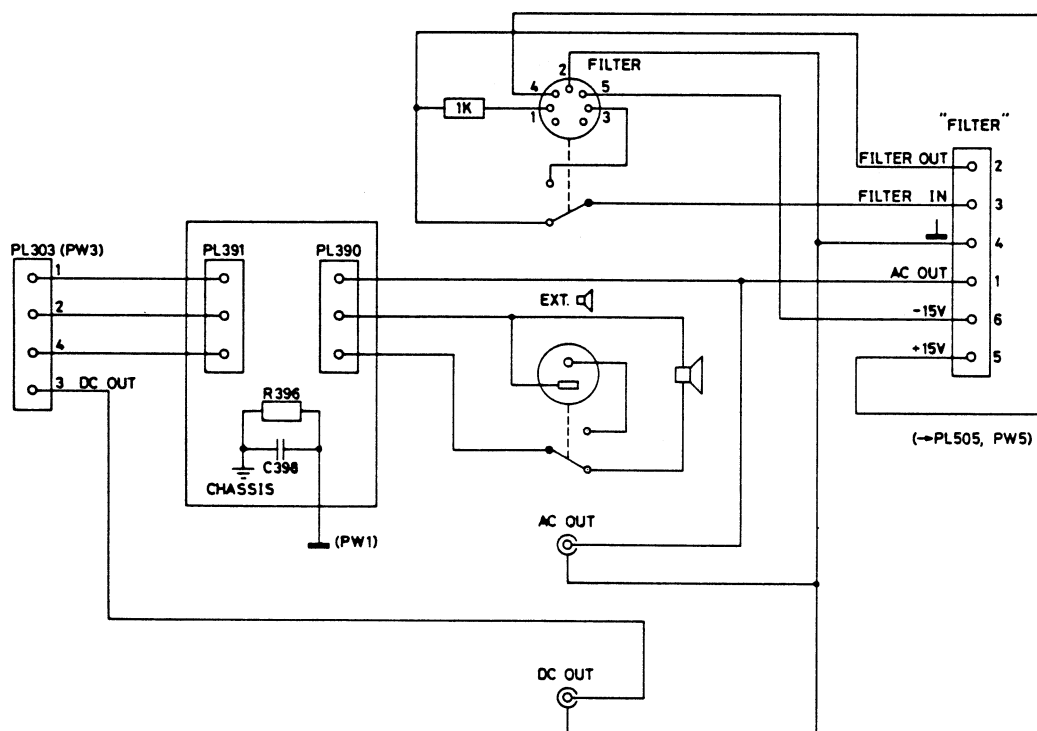 2
FILTER
4
5
1K
1
3
"FILTER"
FILTER OUT
2
FILTER IN
3
4
AC OUT
1
-15V
6
+15V
5
(→PL505, PW5)
PL303 (PW3)
1
2
4
3
DC OUT
PL391
PL390
R396
C398
CHASSIS
(PW1)
EXT.
AC OUT
DC OUT